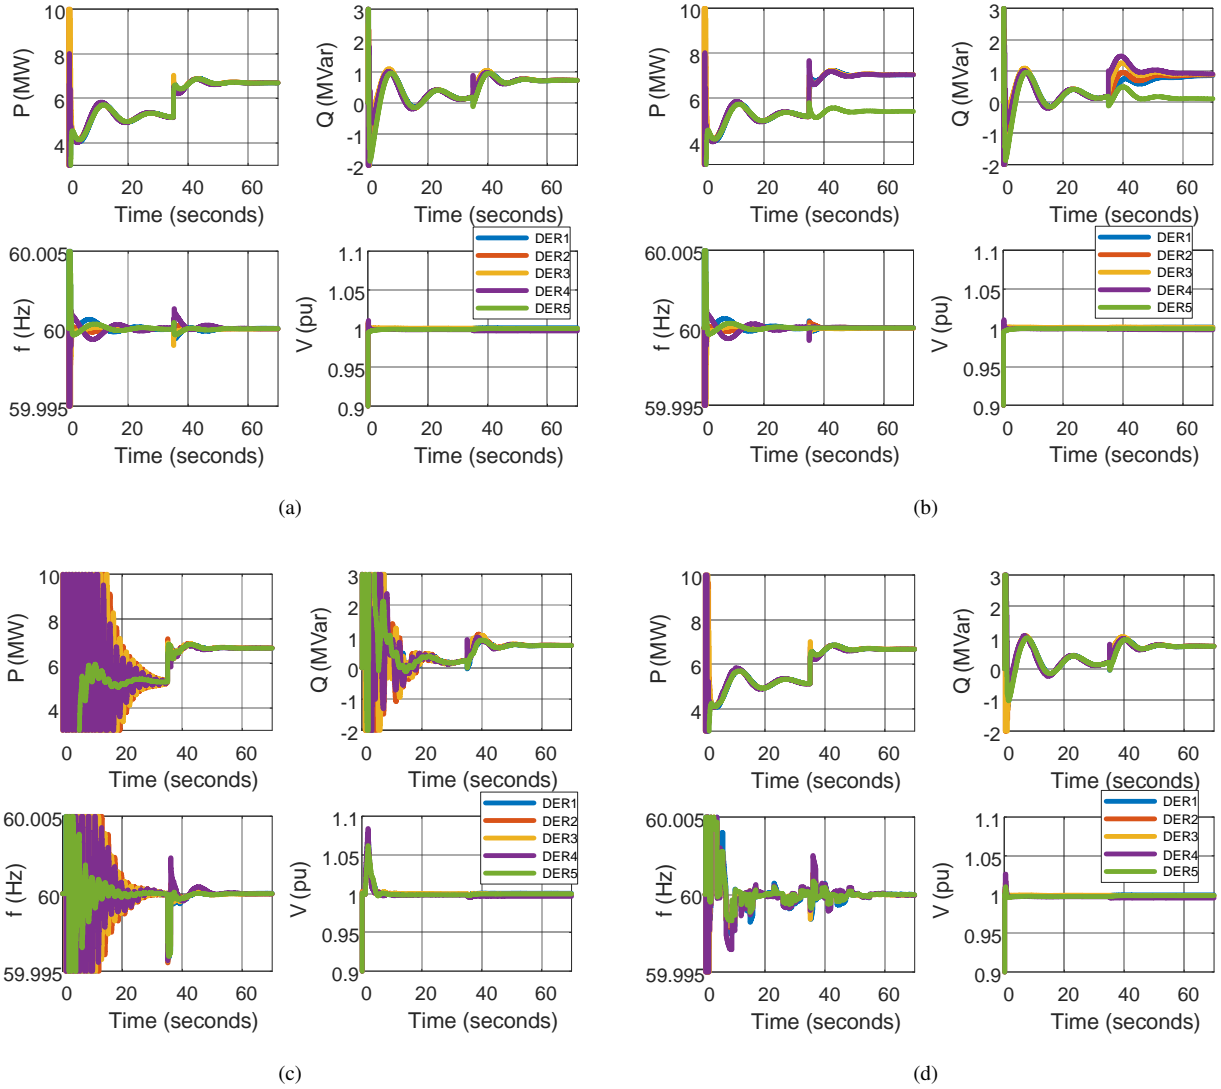 10
8
6
4
P (MW)
0 20 40 60
Time (seconds)
3
2
1
0
-1
-2
Q (MVar)
0 20 40 60
Time (seconds)
60.005
60
59.995
f (Hz)
0 20 40 60
Time (seconds)
1.1
1.05
1
0.95
0.9
V (pu)
0 20 40 60
Time (seconds)
DER1
DER2
DER3
DER4
DER5
(a)
10
8
6
4
P (MW)
0 20 40 60
Time (seconds)
3
2
1
0
-1
-2
Q (MVar)
0 20 40 60
Time (seconds)
60.005
60
59.995
f (Hz)
0 20 40 60
Time (seconds)
1.1
1.05
1
0.95
0.9
V (pu)
0 20 40 60
Time (seconds)
DER1
DER2
DER3
DER4
DER5
(b)
10
8
6
4
P (MW)
0 20 40 60
Time (seconds)
3
2
1
0
-1
-2
Q (MVar)
0 20 40 60
Time (seconds)
60.005
60
59.995
f (Hz)
0 20 40 60
Time (seconds)
1.1
1.05
1
0.95
0.9
V (pu)
0 20 40 60
Time (seconds)
DER1
DER2
DER3
DER4
DER5
(c)
10
8
6
4
P (MW)
0 20 40 60
Time (seconds)
3
2
1
0
-1
-2
Q (MVar)
0 20 40 60
Time (seconds)
60.005
60
59.995
f (Hz)
0 20 40 60
Time (seconds)
1.1
1.05
1
0.95
0.9
V (pu)
0 20 40 60
Time (seconds)
DER1
DER2
DER3
DER4
DER5
(d)